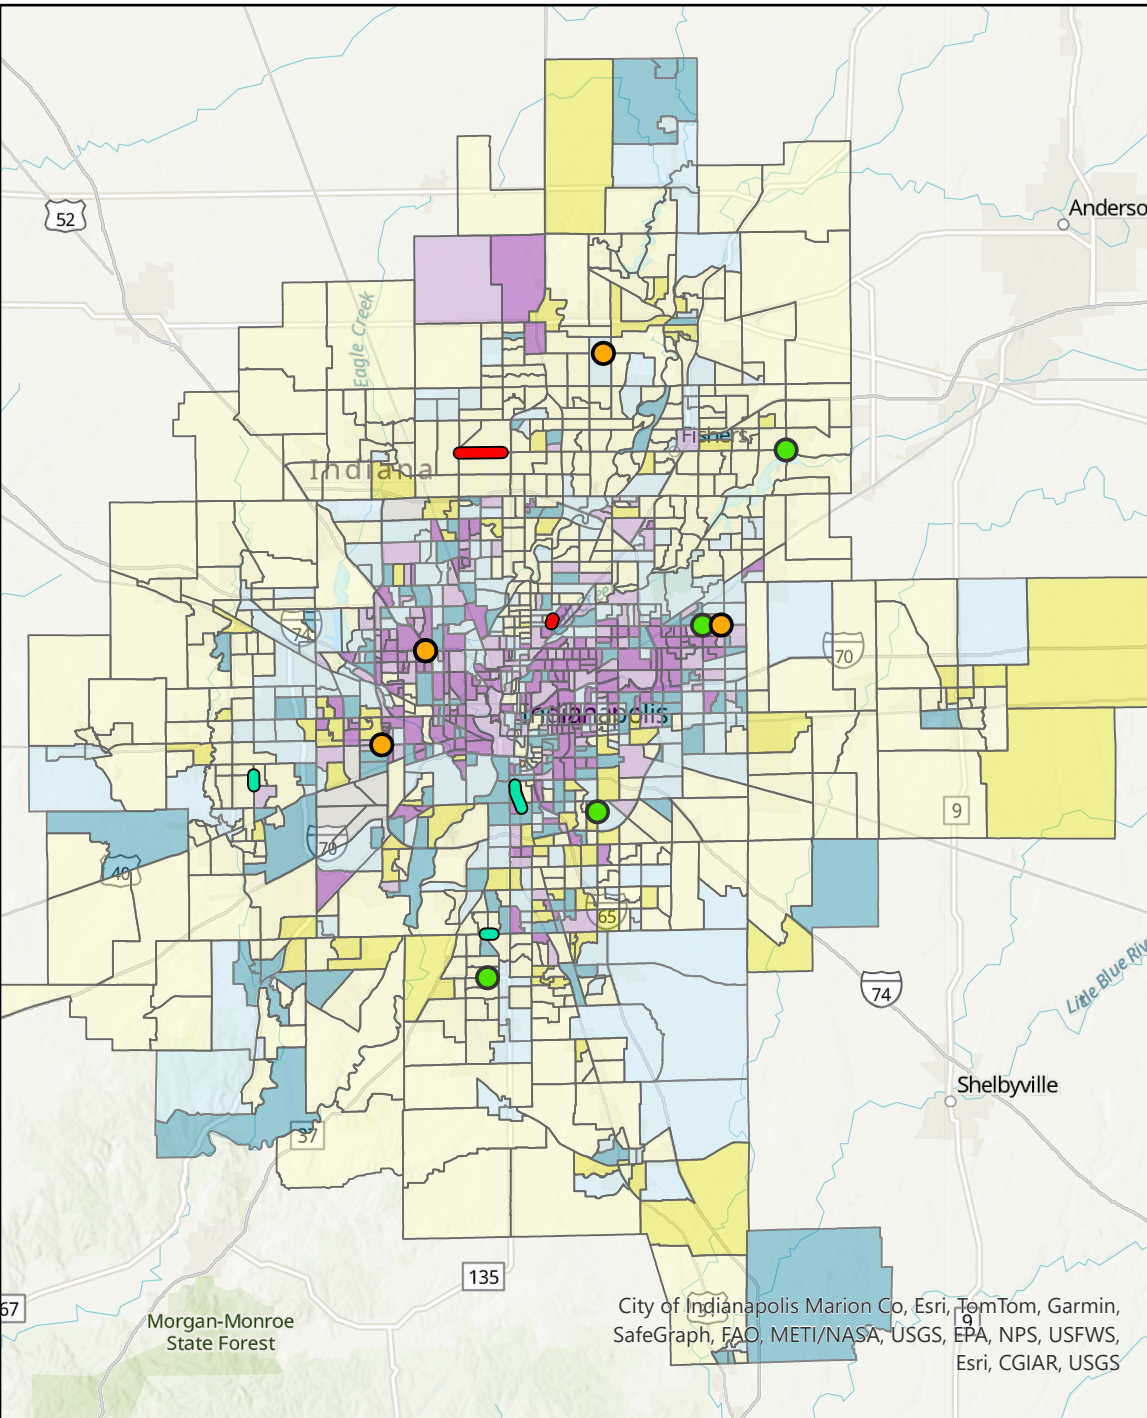 52
Anderso
Eagle Creek
Fishers
Indiana
Creek
74
70
Indianapolis
9
70
40
65
Little Blue Riv
74
Shelbyville
37
135
67
Morgan-Monroe
State Forest
9
City of Indianapolis Marion Co, Esri, TomTom, Garmin,
SafeGraph, FAO, METI/NASA, USGS, EPA, NPS, USFWS,
Esri, CGIAR, USGS